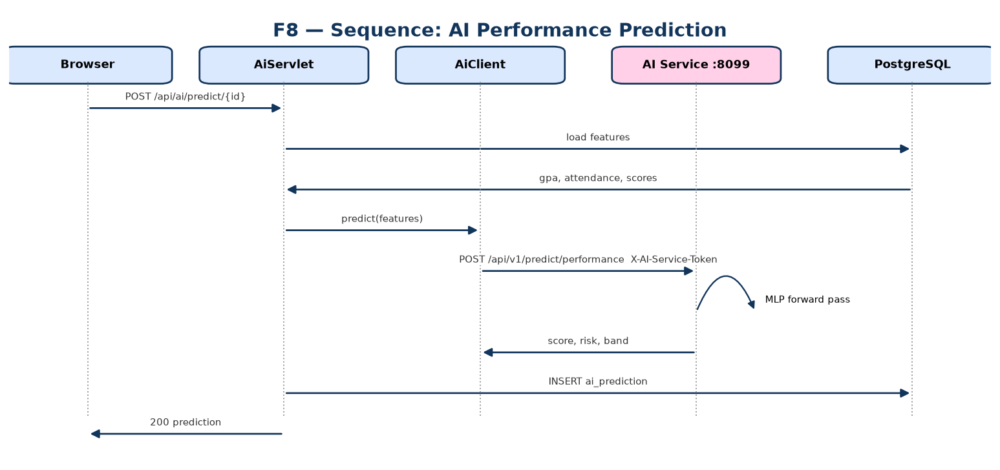 F8 — Sequence: AI Performance Prediction
Browser
AiServlet
AiClient
AI Service :8099
PostgreSQL
POST /api/ai/predict/{id}
load features
gpa, attendance, scores
predict(features)
POST /api/v1/predict/performance  X-AI-Service-Token
MLP forward pass
score, risk, band
INSERT ai_prediction
200 prediction